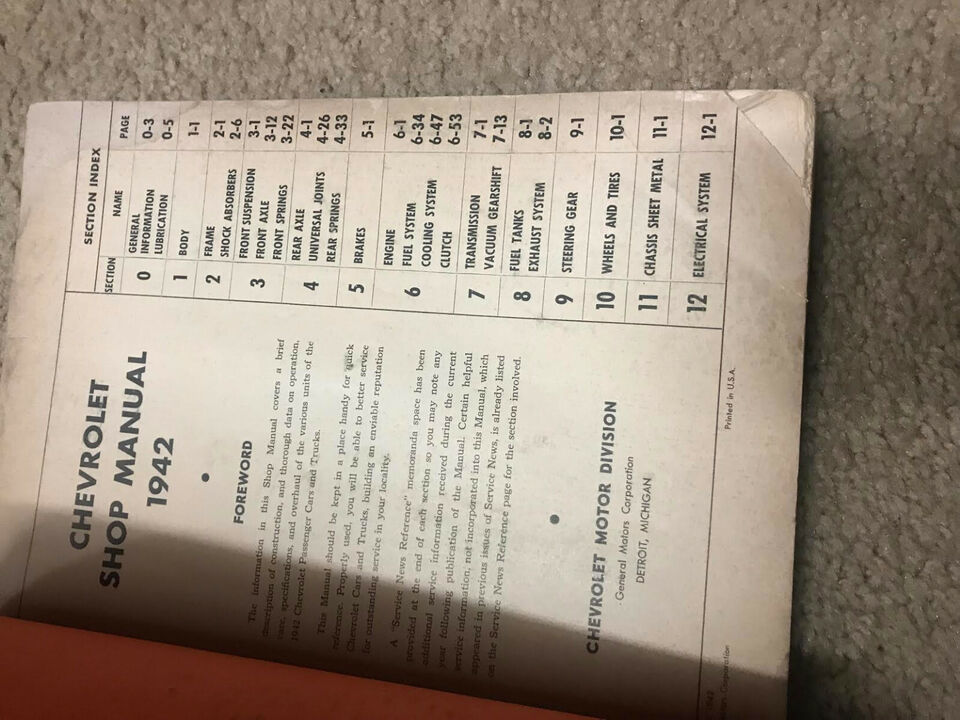 CHEVROLET
SHOP MANUAL
1942
FOREWORD
The information in this Shop Manual covers a brief
description of construction, and thorough data on operation,
care, specifications, and overhaul of the various units of the
1942 Chevrolet Passenger Cars and Trucks.
This Manual should be kept in a place handy for quick
reference. Properly used, you will be able to better service
Chevrolet Cars and Trucks, building an enviable reputation
for outstanding service in your locality.
A "Service News Reference" memoranda space has been
provided at the end of each section so you may note any
additional service information received during the current
year following publication of the Manual. Certain helpful
service information, not incorporated into this Manual, which
appeared in previous issues of Service News, is already listed
on the Service News Reference page for the section involved.
CHEVROLET MOTOR DIVISION
General Motors Corporation
DETROIT, MICHIGAN
SECTION INDEX
SECTION NAME PAGE
0 GENERAL
INFORMATION 0-3
LUBRICATION 0-5
1 BODY 1-1
2 FRAME 2-1
SHOCK ABSORBERS 2-6
3 FRONT SUSPENSION 3-1
FRONT AXLE 3-12
FRONT SPRINGS 3-22
4 REAR AXLE 4-1
UNIVERSAL JOINTS 4-26
REAR SPRINGS 4-33
5 BRAKES 5-1
6 ENGINE 6-1
FUEL SYSTEM 6-34
COOLING SYSTEM 6-47
CLUTCH 6-53
7 TRANSMISSION 7-1
VACUUM GEARSHIFT 7-13
8 FUEL TANKS 8-1
EXHAUST SYSTEM 8-2
9 STEERING GEAR 9-1
10 WHEELS AND TIRES 10-1
11 CHASSIS SHEET METAL 11-1
12 ELECTRICAL SYSTEM 12-1
1942
Corporation
Printed in U.S.A.